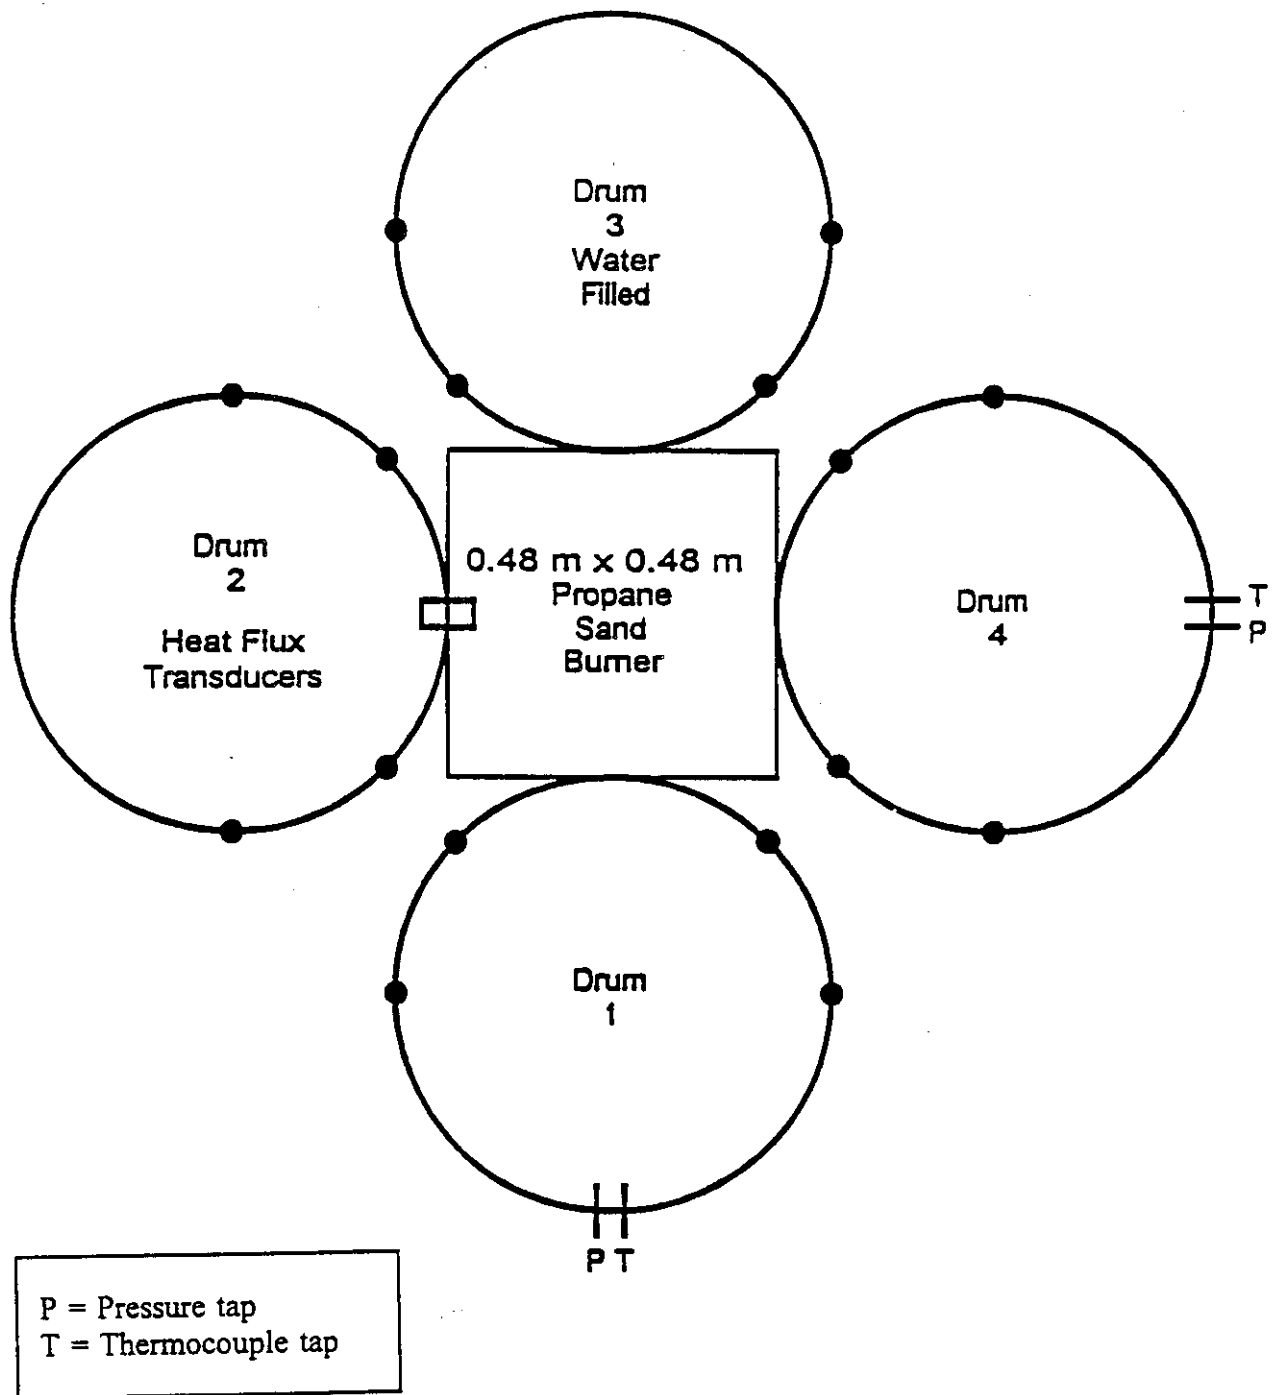 Drum
3
Water
Filled
Drum
2
Heat Flux
Transducers
0.48 m x 0.48 m
Propane
Sand
Burner
Drum
4
T
P
Drum
1
P T
P = Pressure tap
T = Thermocouple tap